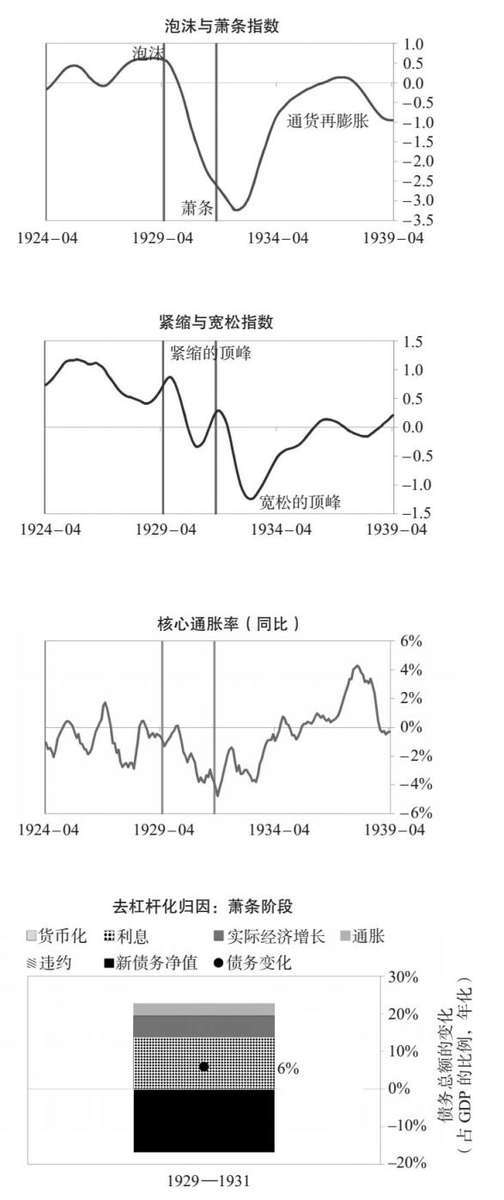 泡沫与萧条指数
1.0
泡沫
0.5
0.0
−0.5
通货再膨胀
−1.0
−1.5
−2.0
−2.5
萧条
−3.0
−3.5
1924−04 1929−04 1934−04 1939−04
紧缩与宽松指数
1.5
紧缩的顶峰
1.0
0.5
0.0
−0.5
−1.0
宽松的顶峰
−1.5
1924−04 1929−04 1934−04 1939−04
核心通胀率（同比）
6%
4%
2%
0%
−2%
−4%
−6%
1924−04 1929−04 1934−04 1939−04
去杠杆化归因：萧条阶段
货币化 利息 实际经济增长 通胀
违约 新债务净值 债务变化
30%
20%
10%
6%
0%
−10%
−20%
债务总额的变化
（占 GDP 的比例，年化）
1929—1931